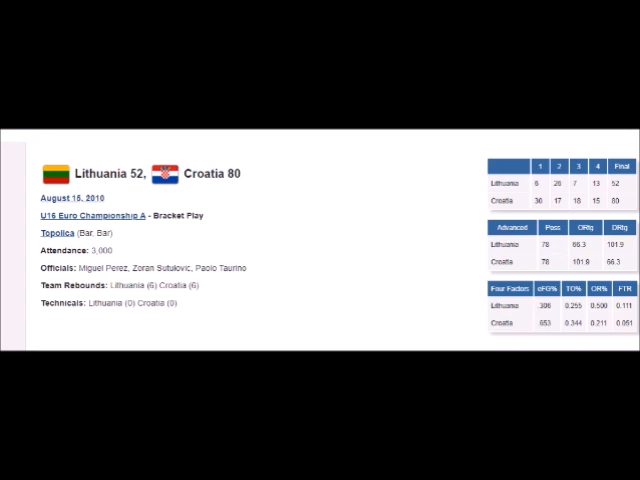 Lithuania 52, Croatia 80
August 15, 2010
U16 Euro Championship A - Bracket Play
Topolica (Bar, Bar)
Attendance: 3,000
Officials: Miguel Perez, Zoran Sutulovic, Paolo Taurino
Team Rebounds: Lithuania (6) Croatia (6)
Technicals: Lithuania (0) Croatia (0)
1 2 3 4 Final
Lithuania 6 26 7 13 52
Croatia 30 17 18 15 80
Advanced Poss ORtg DRtg
Lithuania 78 66.3 101.9
Croatia 78 101.9 66.3
Four Factors eFG% TO% OR% FTR
Lithuania .306 0.255 0.500 0.111
Croatia .653 0.344 0.211 0.051